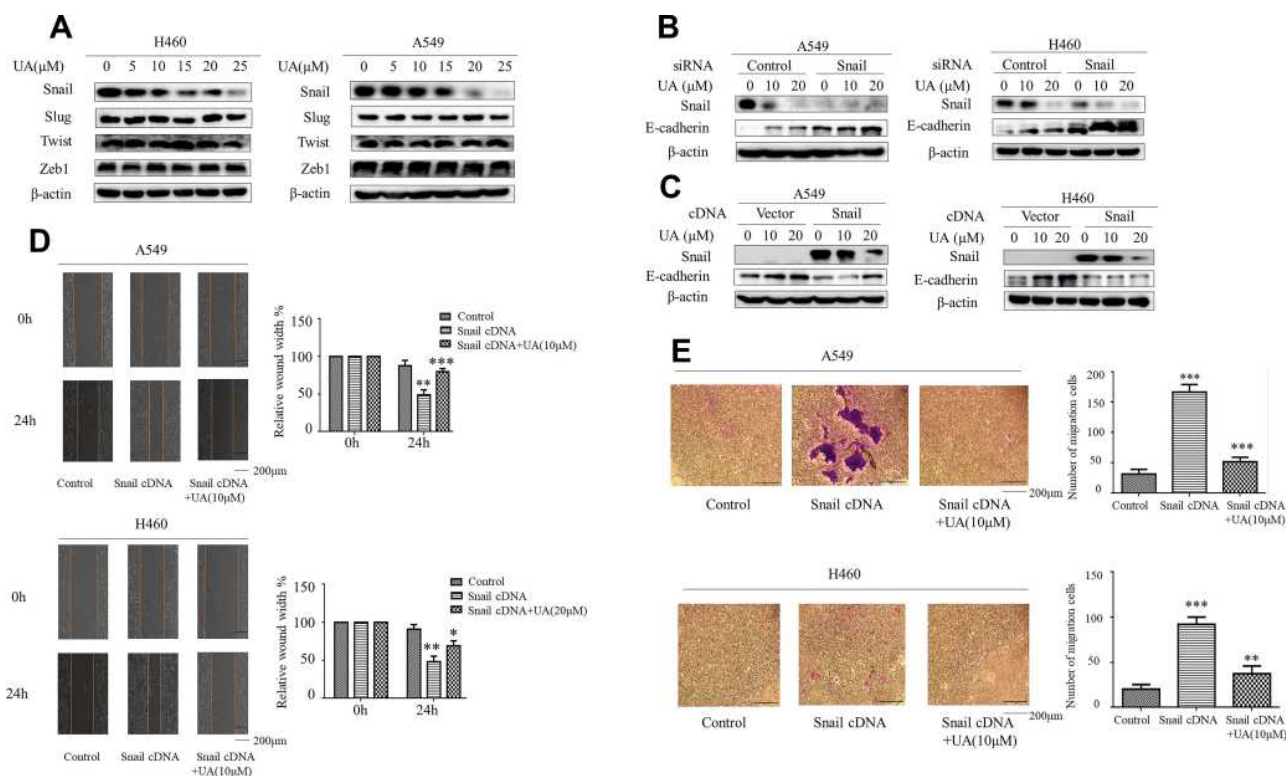 A
H460
UA(μM) 0 5 10 15 20 25
Snail
Slug
Twist
Zeb1
β-actin
A549
UA(μM) 0 5 10 15 20 25
Snail
Slug
Twist
Zeb1
β-actin
B
A549
siRNA Control Snail
UA (μM) 0 10 20 0 10 20
Snail
E-cadherin
β-actin
H460
siRNA Control Snail
UA (μM) 0 10 20 0 10 20
Snail
E-cadherin
β-actin
C
A549
cDNA Vector Snail
UA (μM) 0 10 20 0 10 20
Snail
E-cadherin
β-actin
H460
cDNA Vector Snail
UA (μM) 0 10 20 0 10 20
Snail
E-cadherin
β-actin
D
A549
0h
24h
200μm
Control Snail cDNA Snail cDNA
+UA(10μM)
Relative wound width %
150
100
50
0
0h 24h
Control
Snail cDNA
Snail cDNA+UA(10μM)
** ***
H460
0h
24h
200μm
Control Snail cDNA Snail cDNA
+UA(10μM)
Relative wound width %
150
100
50
0
0h 24h
Control
Snail cDNA
Snail cDNA+UA(20μM)
** *
E
A549
200μm
Control Snail cDNA Snail cDNA
+UA(10μM)
Number of migration cells
200
150
100
50
0
*** ***
Control Snail cDNA Snail cDNA
+UA(10μM)
H460
200μm
Control Snail cDNA Snail cDNA
+UA(10μM)
Number of migration cells
150
100
50
0
*** **
Control Snail cDNA Snail cDNA
+UA(10μM)